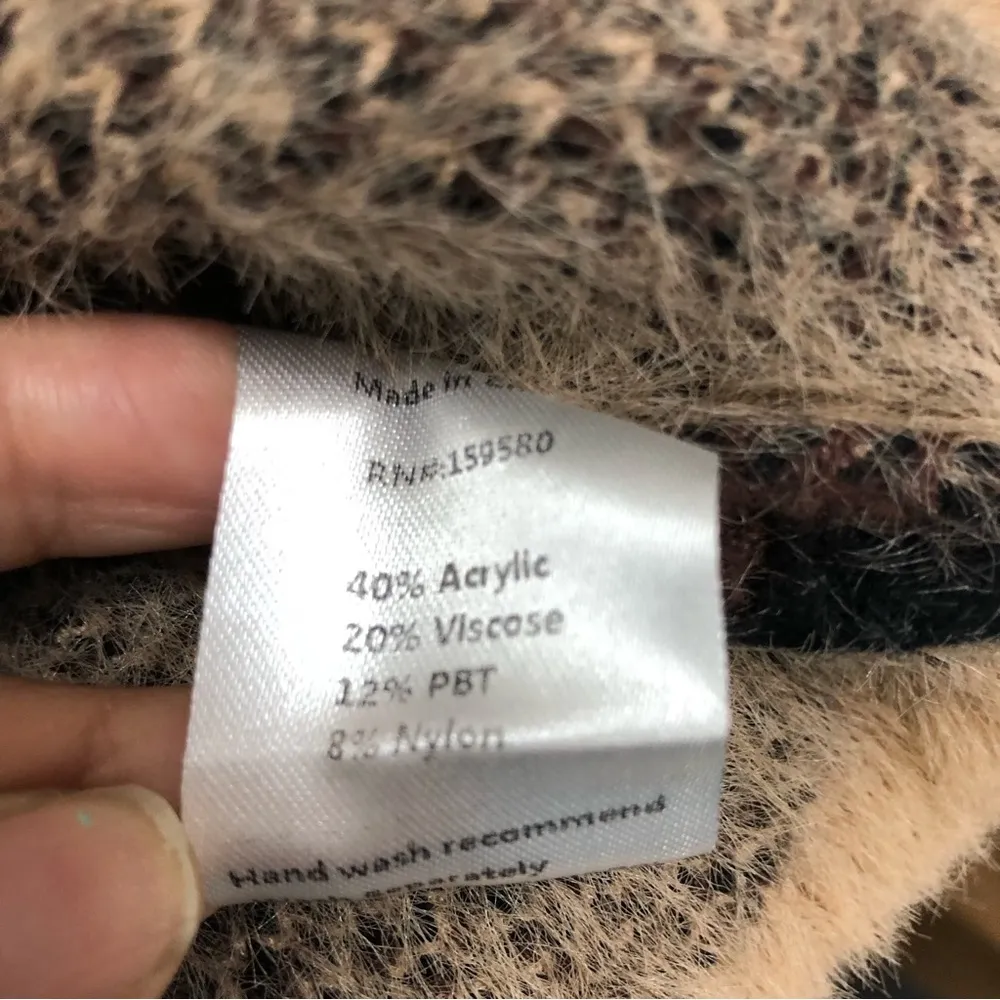 Made in
RN#:159580
40% Acrylic
20% Viscose
12% PBT
8% Nylon
Hand wash recommend
separately